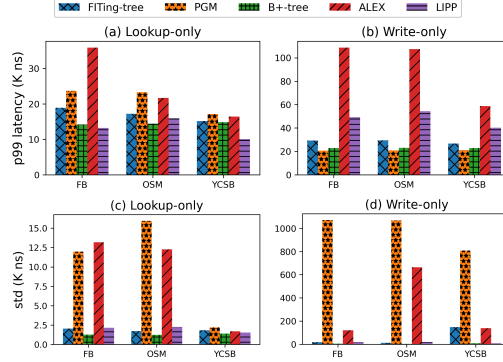 FITing-tree PGM B+-tree ALEX LIPP
(a) Lookup-only
p99 latency (K ns)
30
20
10
0
FB OSM YCSB
(b) Write-only
100
80
60
40
20
0
FB OSM YCSB
(c) Lookup-only
std (K ns)
15.0
12.5
10.0
7.5
5.0
2.5
0.0
FB OSM YCSB
(d) Write-only
1000
800
600
400
200
0
FB OSM YCSB